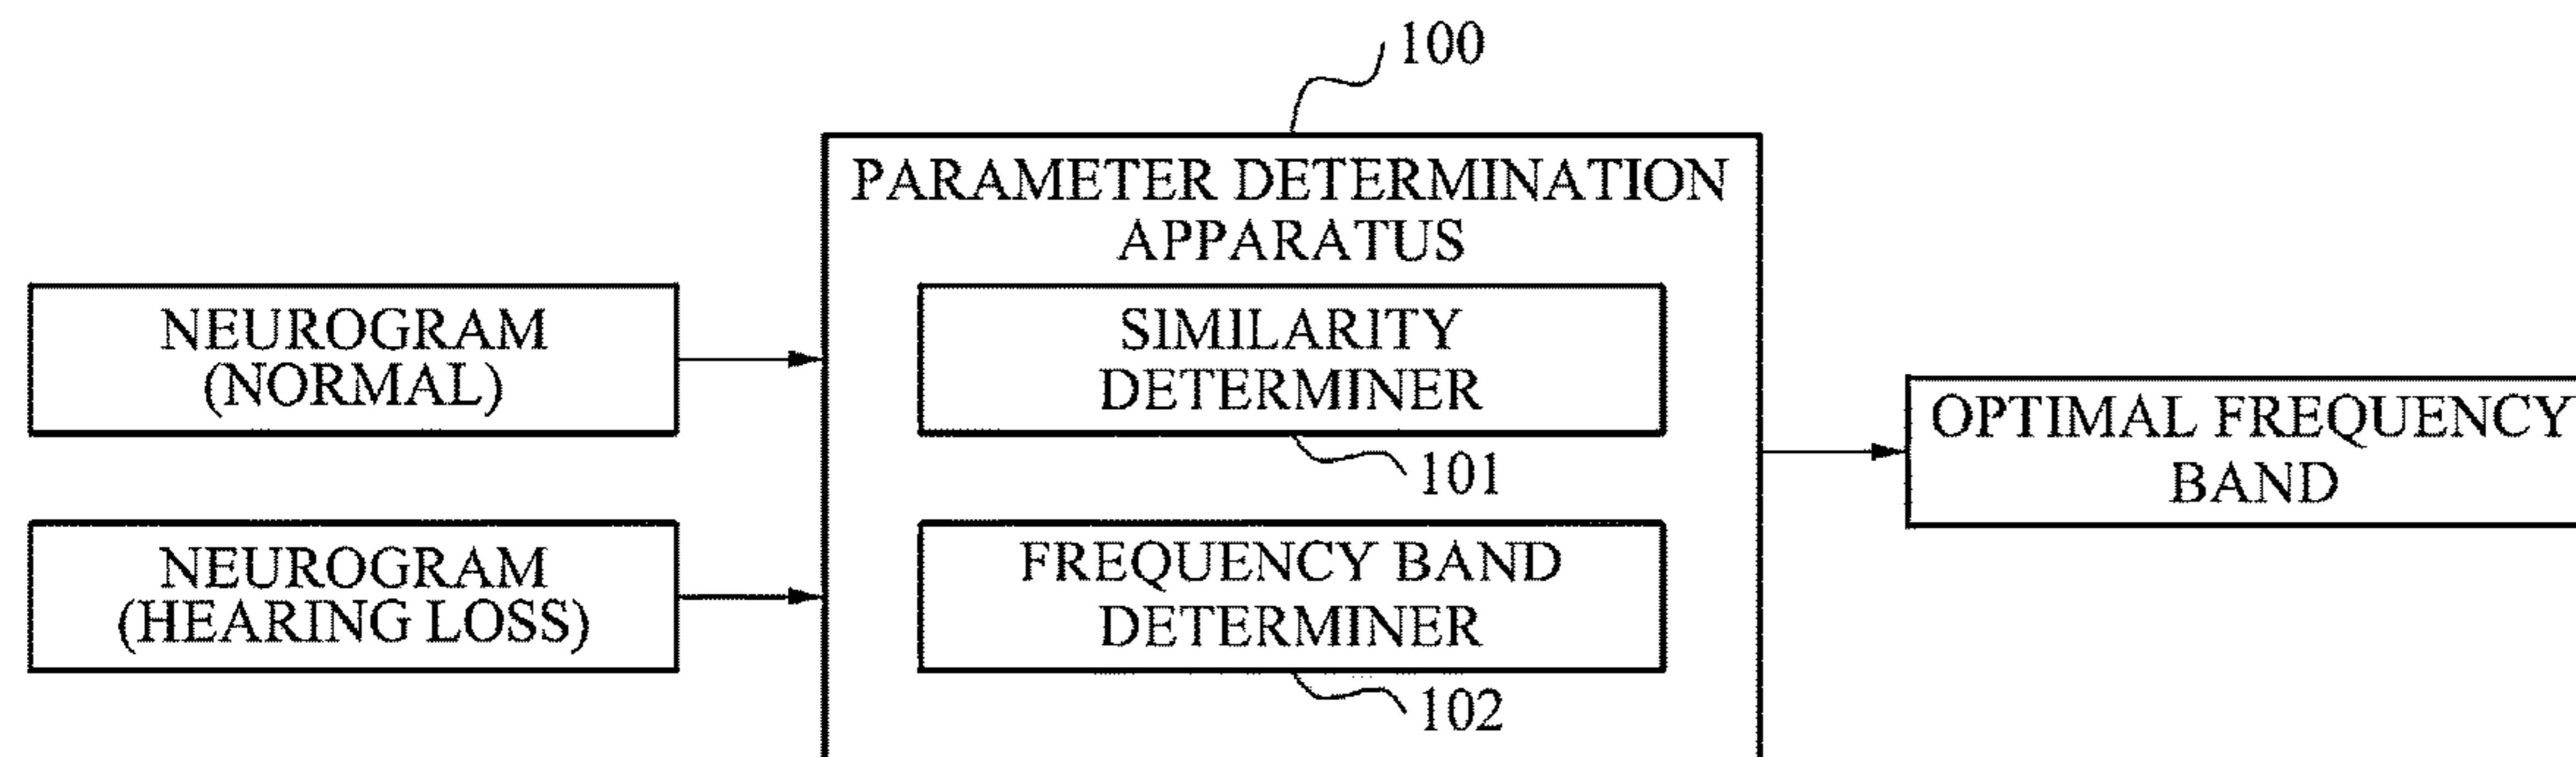 100
PARAMETER DETERMINATION
APPARATUS
NEUROGRAM
(NORMAL)
SIMILARITY
DETERMINER
101
OPTIMAL FREQUENCY
BAND
NEUROGRAM
(HEARING LOSS)
FREQUENCY BAND
DETERMINER
102